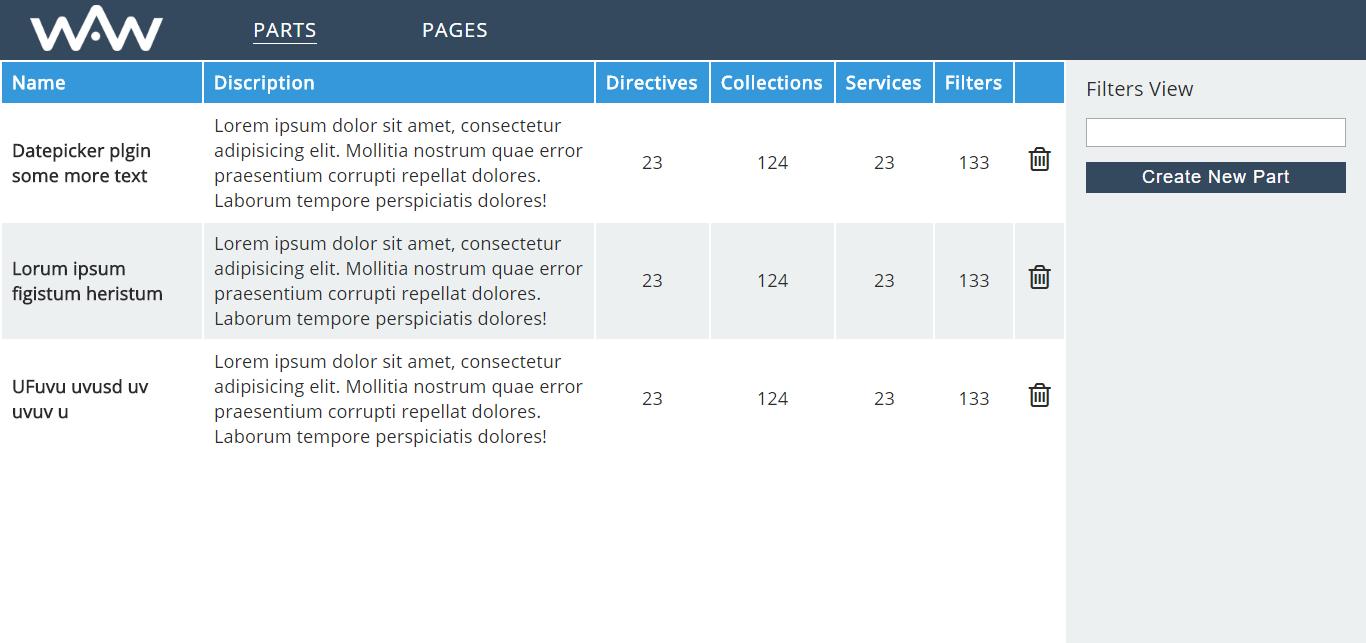 WAW
PARTS
PAGES
Name
Discription
Directives
Collections
Services
Filters
Datepicker plgin
some more text
Lorem ipsum dolor sit amet, consectetur
adipisicing elit. Mollitia nostrum quae error
praesentium corrupti repellat dolores.
Laborum tempore perspiciatis dolores!
23
124
23
133
Lorum ipsum
figistum heristum
Lorem ipsum dolor sit amet, consectetur
adipisicing elit. Mollitia nostrum quae error
praesentium corrupti repellat dolores.
Laborum tempore perspiciatis dolores!
23
124
23
133
UFuvu uvusd uv
uvuv u
Lorem ipsum dolor sit amet, consectetur
adipisicing elit. Mollitia nostrum quae error
praesentium corrupti repellat dolores.
Laborum tempore perspiciatis dolores!
23
124
23
133
Filters View
Create New Part